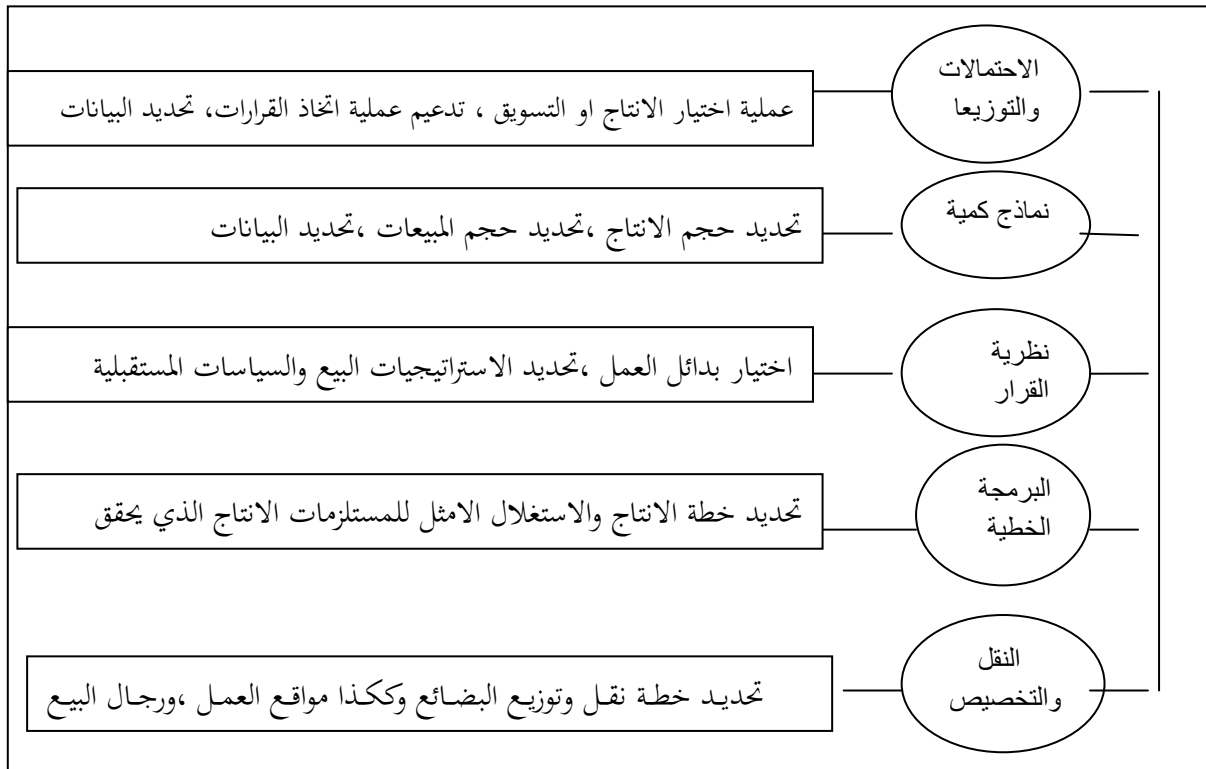 الاحتمالات
والتوزيعا
عملية اختيار الانتاج او التسويق ، تدعيم عملية اتخاذ القرارات، تحديد البيانات
نماذج كمية
تحديد حجم الانتاج ،تحديد حجم المبيعات ،تحديد البيانات
نظرية
القرار
اختيار بدائل العمل ،تحديد الاستراتيجيات البيع والسياسات المستقبلية
البرمجة
الخطية
تحديد خطة الانتاج والاستغلال الامثل للمستلزمات الانتاج الذي يحقق
النقل
والتخصيص
تحديد خطة نقل وتوزيع البضائع وككذا مواقع العمل ،ورجال البيع